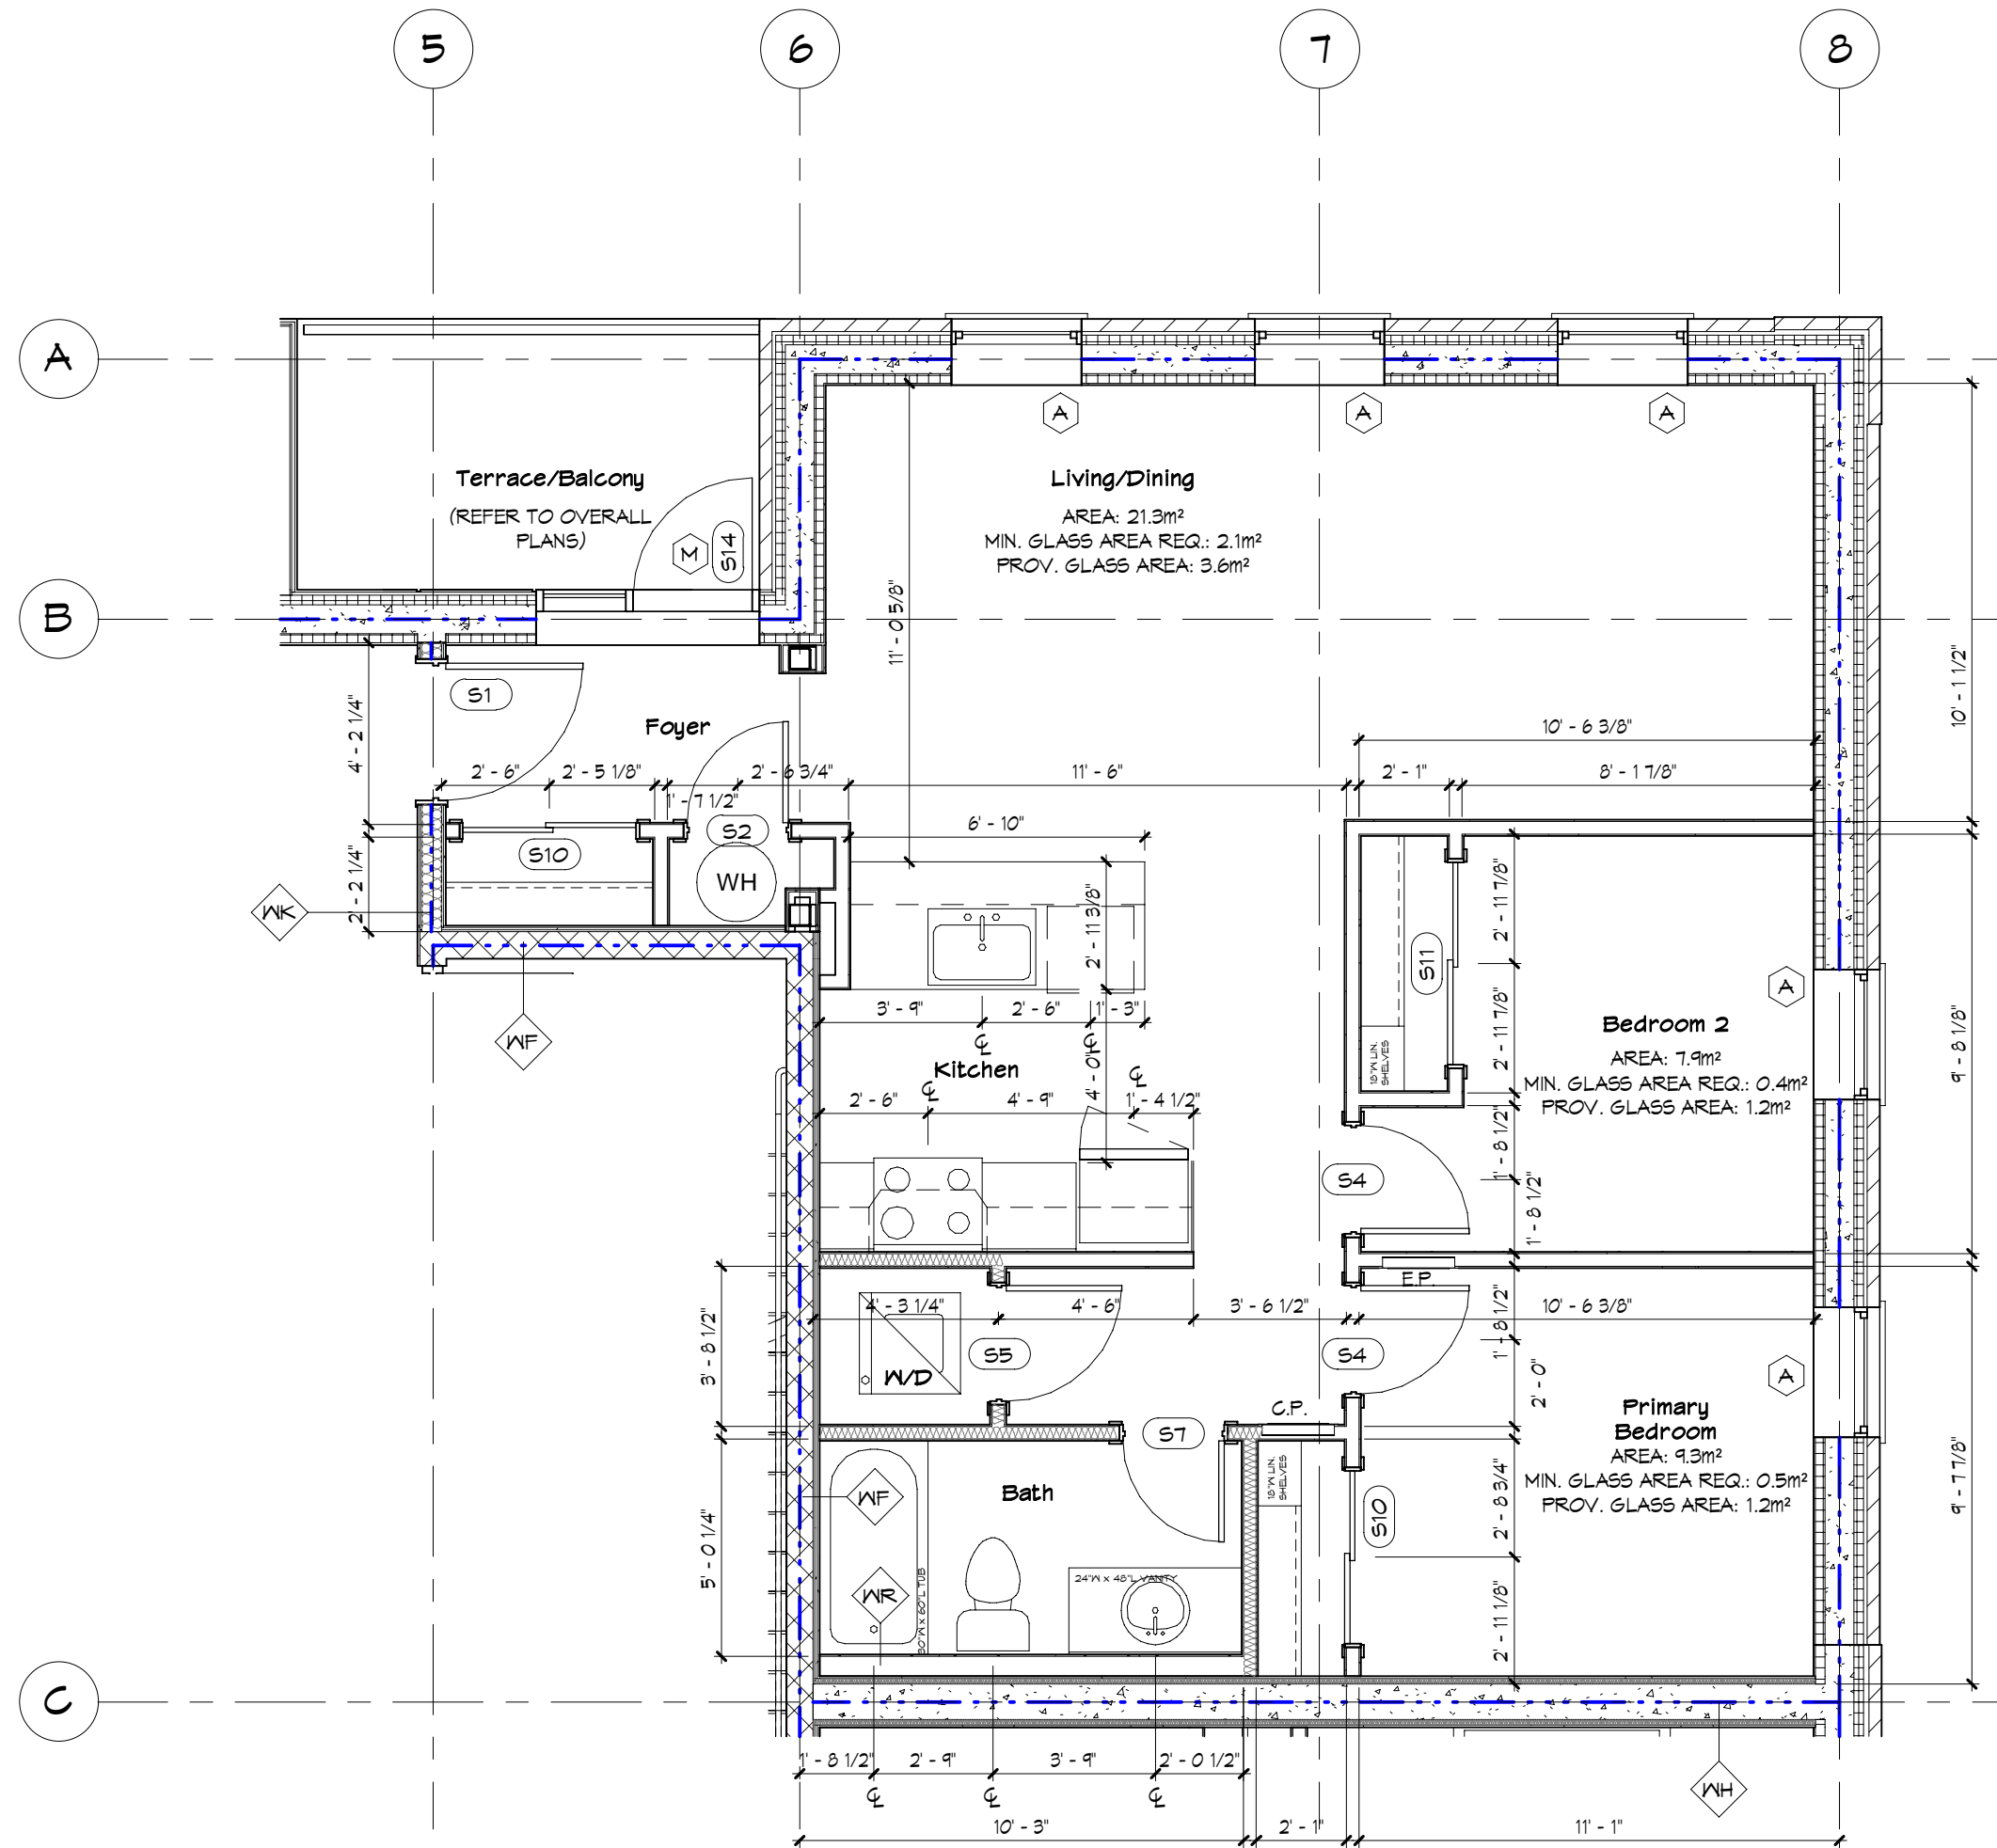 5
6
7
8
A
A
A
A
Terrace/Balcony
(REFER TO OVERALL
PLANS)
M
S14
Living/Dining
AREA: 21.3m²
MIN. GLASS AREA REQ.: 2.1m²
PROV. GLASS AREA: 3.6m²
11' - 0 5/8"
B
10' - 1 1/2"
S1
4' - 2 1/4"
Foyer
10' - 6 3/8"
2' - 6"
2' - 5 1/8"
2' - 6 3/4"
11' - 6"
2' - 1"
8' - 1 7/8"
1' - 7 1/2"
S2
6' - 10"
S10
WH
2' - 2 1/4"
WK
2' - 11 3/8"
2' - 11 7/8"
S11
A
WF
3' - 9"
2' - 6"
1' - 3"
℄
℄
2' - 11 7/8"
Bedroom 2
AREA: 7.9m²
MIN. GLASS AREA REQ.: 0.4m²
PROV. GLASS AREA: 1.2m²
9' - 8 1/8"
18"W LIN.
SHELVES
Kitchen
4' - 0"
℄
℄
2' - 6"
4' - 9"
1' - 4 1/2"
1' - 8 1/2"
S4
1' - 8 1/2"
E.P.
4' - 3 1/4"
4' - 6"
3' - 6 1/2"
10' - 6 3/8"
3' - 8 1/2"
1' - 8 1/2"
W/D
S5
S4
2' - 0"
A
C.P.
S7
Primary
Bedroom
AREA: 9.3m²
MIN. GLASS AREA REQ.: 0.5m²
PROV. GLASS AREA: 1.2m²
9' - 7 7/8"
18"W LIN.
SHELVES
2' - 8 3/4"
S10
Bath
WF
5' - 0 1/4"
WR
30"W x 60"L TUB
24"W x 48"L VANITY
2' - 11 1/8"
C
1' - 8 1/2"
2' - 9"
3' - 9"
2' - 0 1/2"
℄
℄
℄
WH
10' - 3"
2' - 1"
11' - 1"